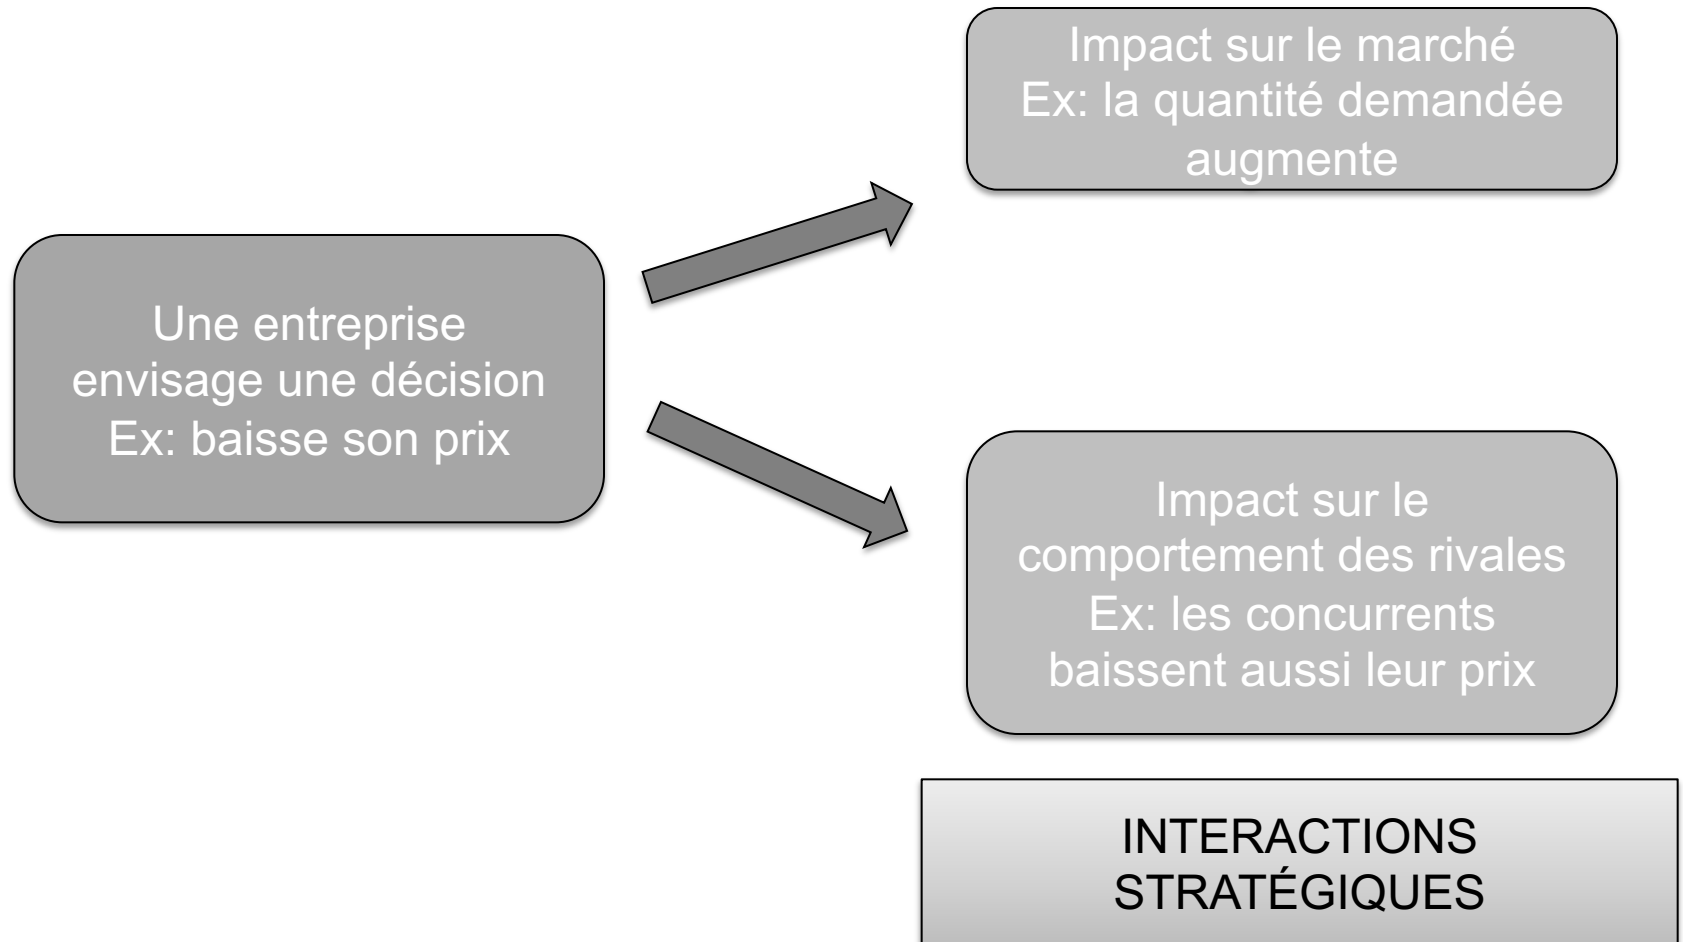 Impact sur le marché
Ex: la quantité demandée
augmente
Une entreprise
envisage une décision
Ex: baisse son prix
Impact sur le
comportement des rivales
Ex: les concurrents
baissent aussi leur prix
INTERACTIONS
STRATÉGIQUES